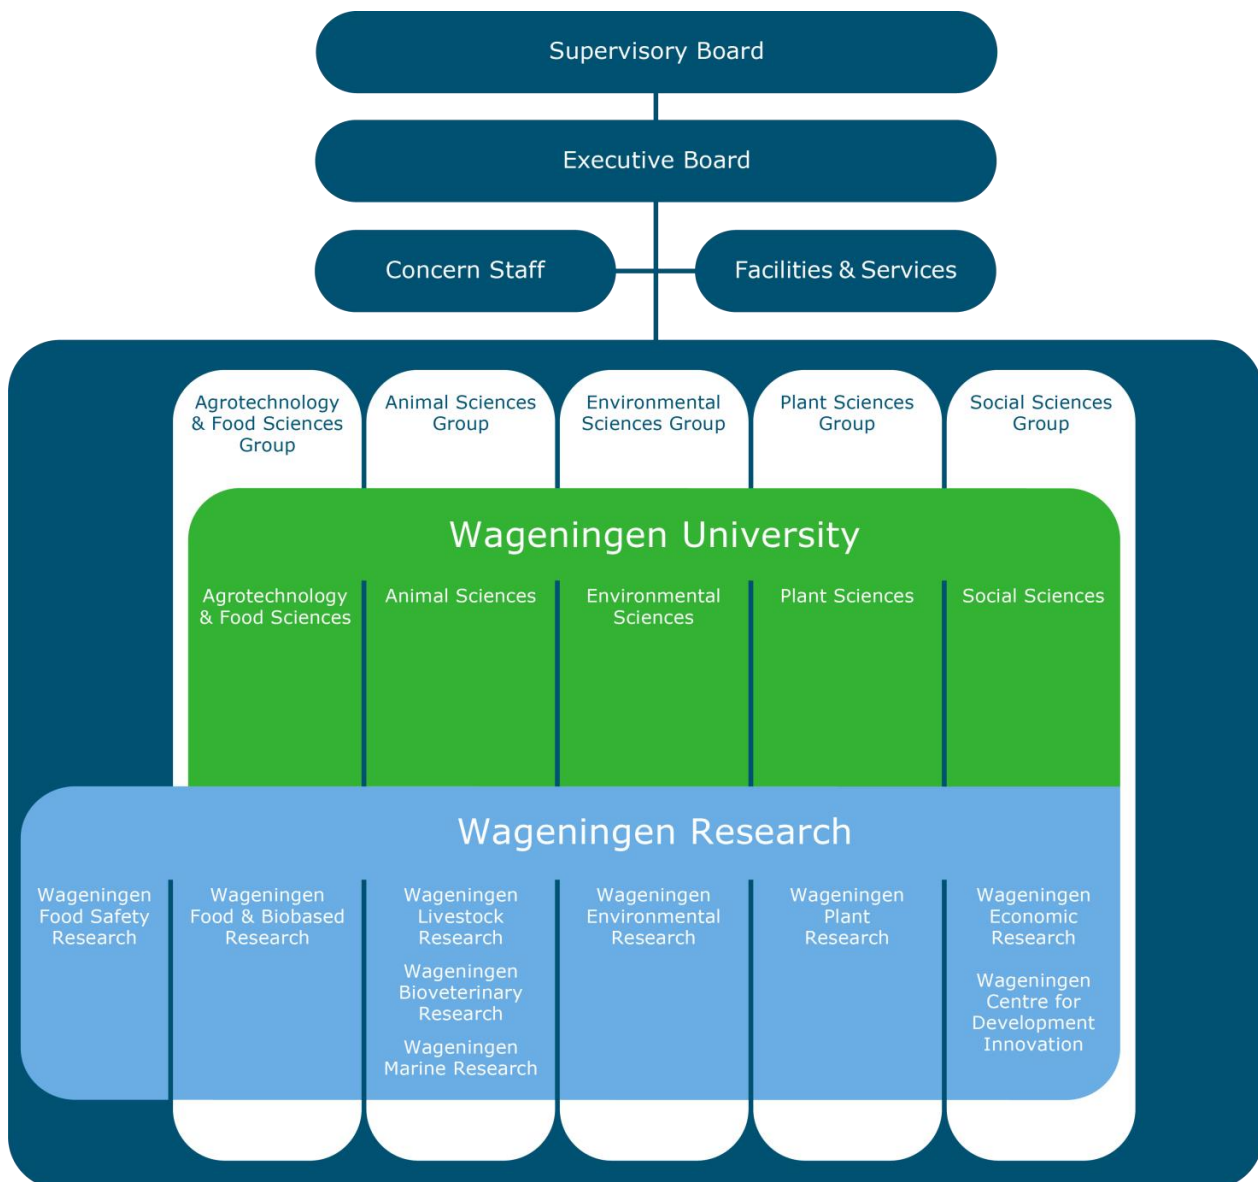 Supervisory Board
Executive Board
Concern Staff
Facilities & Services
Agrotechnology
& Food Sciences
Group
Animal Sciences
Group
Environmental
Sciences Group
Plant Sciences
Group
Social Sciences
Group
Wageningen University
Agrotechnology
& Food Sciences
Animal Sciences
Environmental
Sciences
Plant Sciences
Social Sciences
Wageningen Research
Wageningen
Food Safety
Research
Wageningen
Food & Biobased
Research
Wageningen
Livestock
Research
Wageningen
Bioveterinary
Research
Wageningen
Marine Research
Wageningen
Environmental
Research
Wageningen
Plant
Research
Wageningen
Economic
Research
Wageningen
Centre for
Development
Innovation